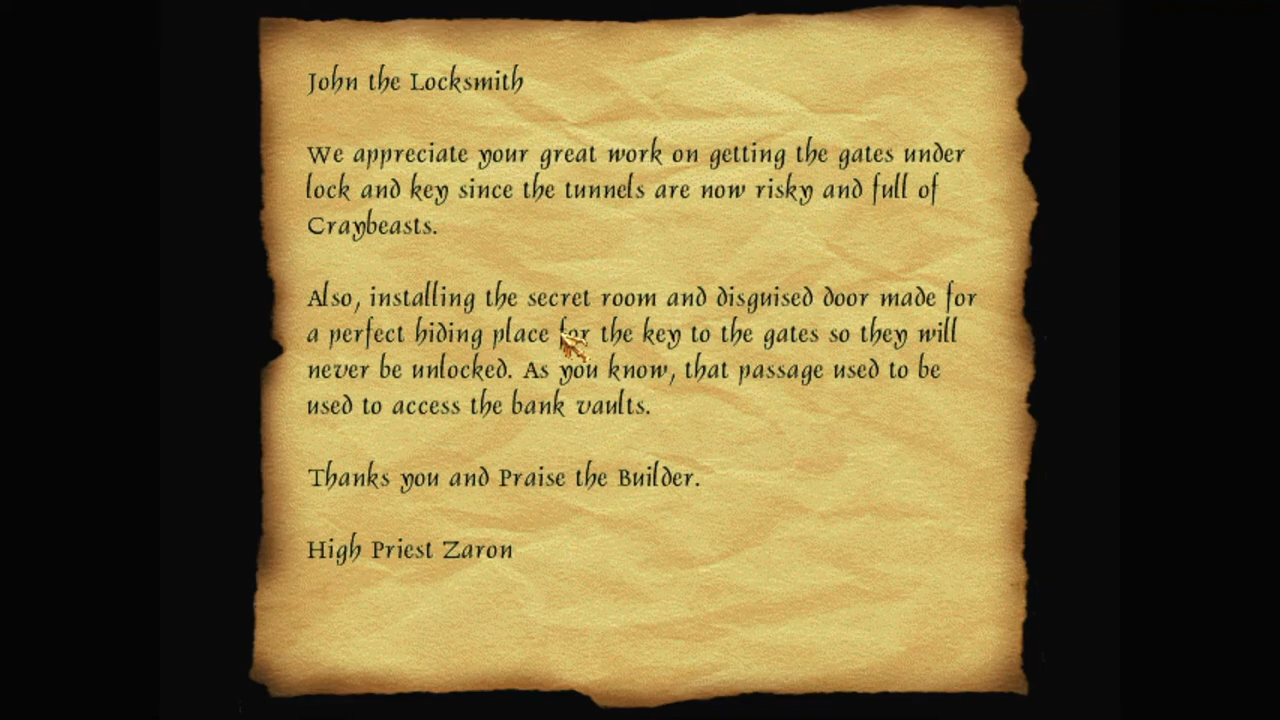 John the Locksmith
We appreciate your great work on getting the gates under
lock and key since the tunnels are now risky and full of
Craybeasts.
Also, installing the secret room and disguised door made for
a perfect hiding place for the key to the gates so they will
never be unlocked. As you know, that passage used to be
used to access the bank vaults.
Thanks you and Praise the Builder.
High Priest Zaron